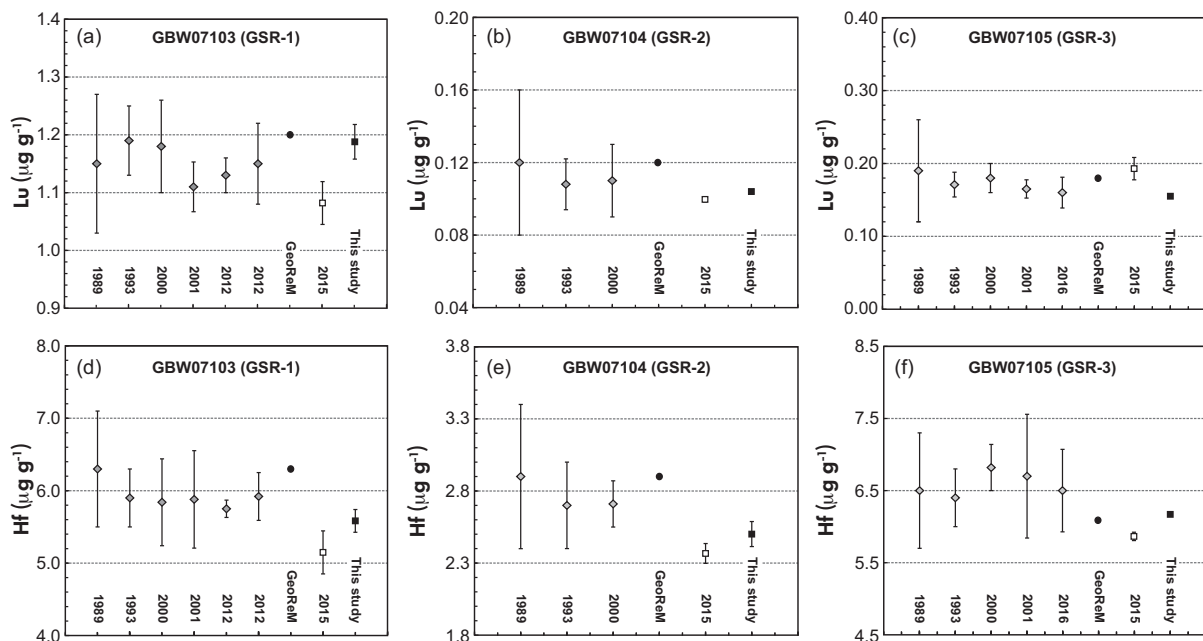 (a) GBW07103 (GSR-1)
Lu (µg g⁻¹)
1.4
1.3
1.2
1.1
1.0
0.9
1989
1993
2000
2001
2012
2012
GeoReM
2015
This study
(b) GBW07104 (GSR-2)
Lu (µg g⁻¹)
0.20
0.16
0.12
0.08
0.04
1989
1993
2000
GeoReM
2015
This study
(c) GBW07105 (GSR-3)
Lu (µg g⁻¹)
0.40
0.30
0.20
0.10
0.00
1989
1993
2000
2001
2016
GeoReM
2015
This study
(d) GBW07103 (GSR-1)
Hf (µg g⁻¹)
8.0
7.0
6.0
5.0
4.0
1989
1993
2000
2001
2012
2012
GeoReM
2015
This study
(e) GBW07104 (GSR-2)
Hf (µg g⁻¹)
3.8
3.3
2.8
2.3
1.8
1989
1993
2000
GeoReM
2015
This study
(f) GBW07105 (GSR-3)
Hf (µg g⁻¹)
8.5
7.5
6.5
5.5
4.5
1989
1993
2000
2001
2016
GeoReM
2015
This study